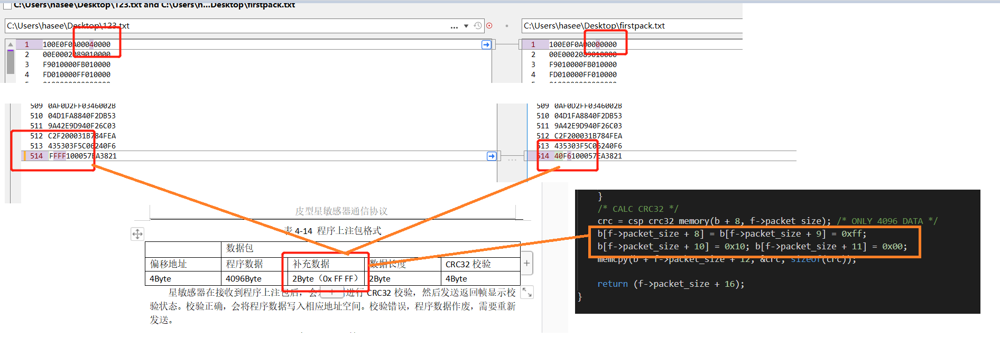 C:\Users\hasee\Desktop\123.txt and C:\Users\h...Desktop\firstpack.txt
C:\Users\hasee\Desktop\123.txt
C:\Users\hasee\Desktop\firstpack.txt
1 100E0F0A00040000
2 00E0002089010000
3 F9010000FB010000
4 FD010000FF010000
1 100E0F0A00000000
2 00E0002089010000
3 F9010000FB010000
4 FD010000FF010000
509 0AF0D2FF0346002B
510 04D1FA8840F2DB53
511 9A42E9D940F26C03
512 C2F200031B784FEA
513 435303F5C06240F6
514 FFFF100057EA3821
509 0AF0D2FF0346002B
510 04D1FA8840F2DB53
511 9A42E9D940F26C03
512 C2F200031B784FEA
513 435303F5C06240F6
514 40F6100057EA3821
皮型星敏感器通信协议
表 4-14 程序上注包格式
数据包
偏移地址 程序数据 补充数据 数据长度 CRC32 校验
4Byte 4096Byte 2Byte（0x FF FF） 2Byte 4Byte
星敏感器在接收到程序上注包后，会 进行 CRC32 校验，然后发送返回帧显示校
验状态。校验正确，会将程序数据写入相应地址空间。校验错误，程序数据作废，需要重新
发送。
}
/* CALC CRC32 */
crc = csp_crc32_memory(b + 8, f->packet_size); /* ONLY 4096 DATA */
b[f->packet_size + 8] = b[f->packet_size + 9] = 0xff;
b[f->packet_size + 10] = 0x10; b[f->packet_size + 11] = 0x00;
memcpy(b + f->packet_size + 12, &crc, sizeof(crc));
return (f->packet_size + 16);
}